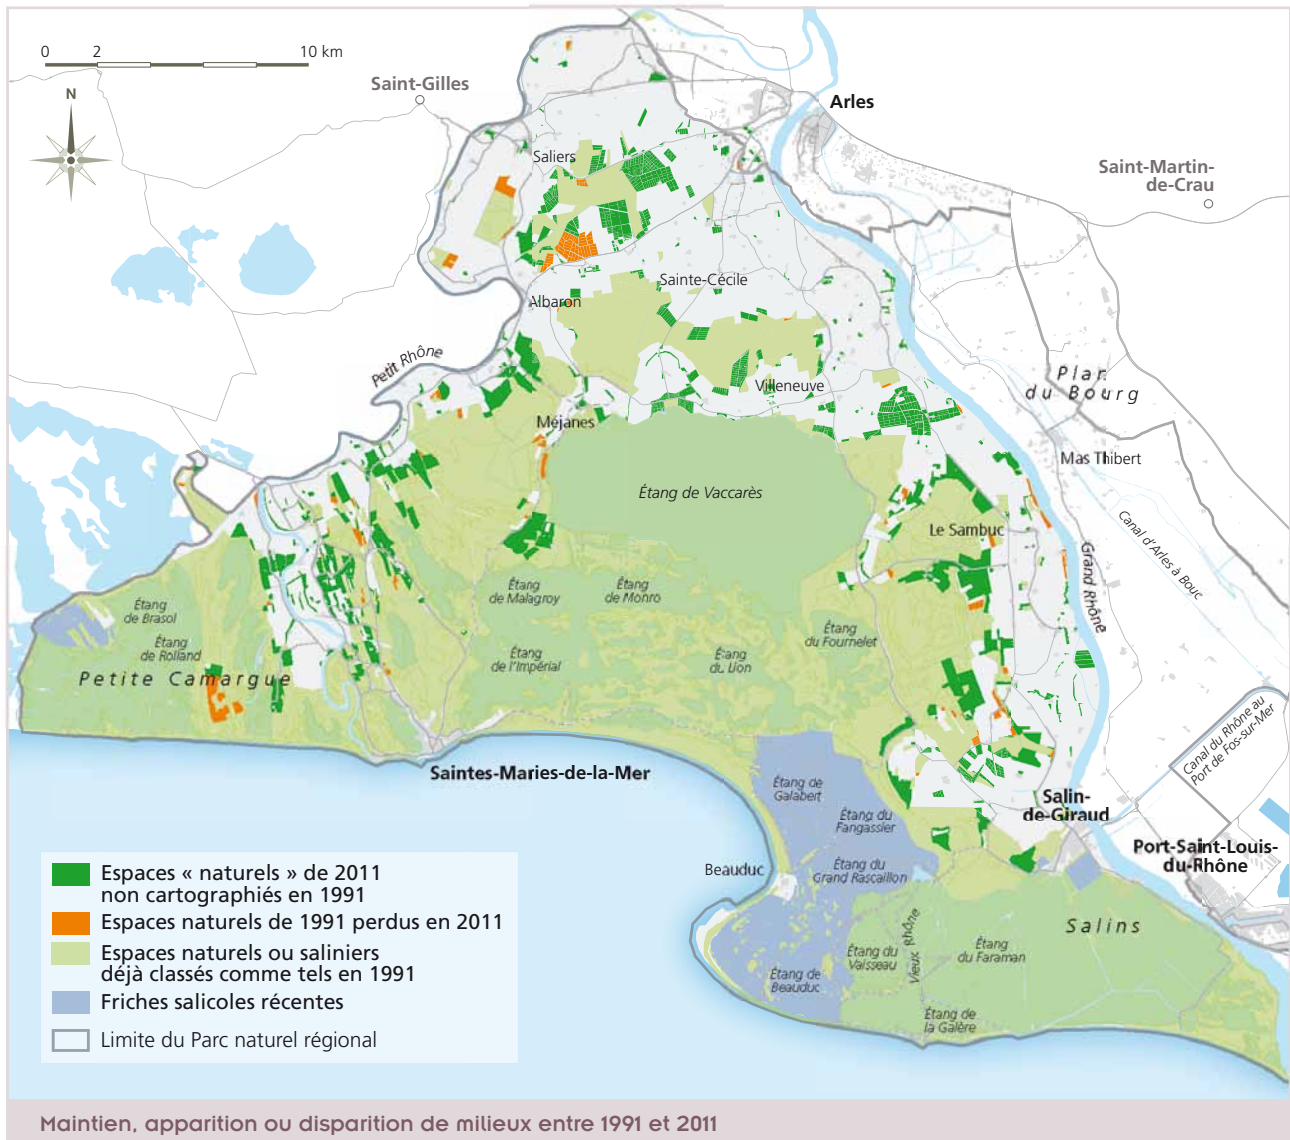 0 2 10 km
N
Saint-Gilles
Arles
Saint-Martin-
de-Crau
Saliers
Sainte-Cécile
Albaron
Petit Rhône
Villeneuve
Plan
du Bourg
Méjanes
Mas Thibert
Étang de Vaccarès
Canal d'Arles à Bouc
Le Sambuc
Grand Rhône
Étang
de Malagroy
Étang
de Monro
Étang
de Brasol
Étang
de Rolland
Étang
du Fournelet
Étang
de l'Impérial
Étang
du Lion
Petite Camargue
Canal du Rhône au
Port de Fos-sur-Mer
Saintes-Maries-de-la-Mer
Étang de
Galabert
Étang du
Fangassier
Salin-
de-Giraud
Port-Saint-Louis-
du-Rhône
Beauduc
Étang du
Grand Rascaillon
Vieux Rhône
Salins
Étang du
Vaisseau
Étang
du Faraman
Étang de
Beauduc
Étang de
la Galère
Espaces « naturels » de 2011
non cartographiés en 1991
Espaces naturels de 1991 perdus en 2011
Espaces naturels ou saliniers
déjà classés comme tels en 1991
Friches salicoles récentes
Limite du Parc naturel régional
Maintien, apparition ou disparition de milieux entre 1991 et 2011